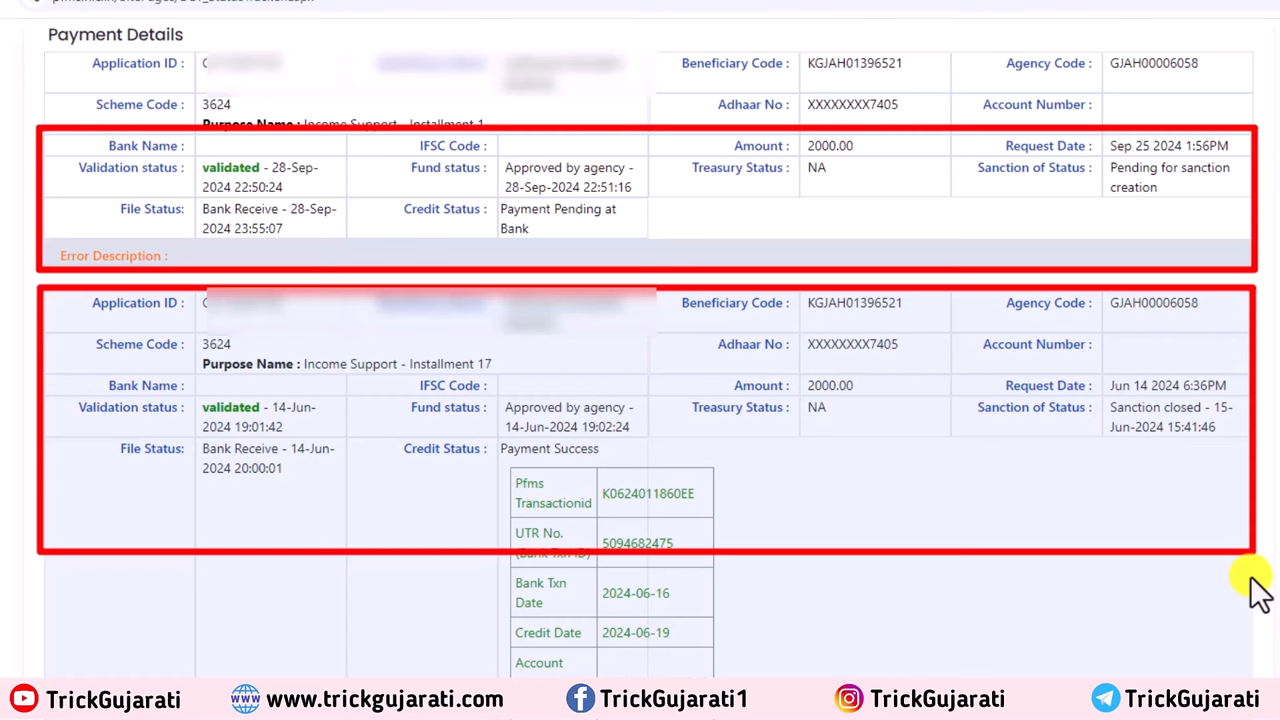 Payment Details
Application ID : Beneficiary Code : KGJAH01396521 Agency Code : GJAH00006058
Scheme Code : 3624 Adhaar No : XXXXXXXX7405 Account Number :
Purpose Name : Income Support - Installment 1
Bank Name : IFSC Code : Amount : 2000.00 Request Date : Sep 25 2024 1:56PM
Validation status : validated - 28-Sep- Fund status : Approved by agency - Treasury Status : NA Sanction of Status : Pending for sanction
2024 22:50:24 28-Sep-2024 22:51:16 creation
File Status: Bank Receive - 28-Sep- Credit Status : Payment Pending at
2024 23:55:07 Bank
Error Description :
Application ID : Beneficiary Code : KGJAH01396521 Agency Code : GJAH00006058
Scheme Code : 3624 Adhaar No : XXXXXXXX7405 Account Number :
Purpose Name : Income Support - Installment 17
Bank Name : IFSC Code : Amount : 2000.00 Request Date : Jun 14 2024 6:36PM
Validation status : validated - 14-Jun- Fund status : Approved by agency - Treasury Status : NA Sanction of Status : Sanction closed - 15-
2024 19:01:42 14-Jun-2024 19:02:24 Jun-2024 15:41:46
File Status: Bank Receive - 14-Jun- Credit Status : Payment Success
2024 20:00:01
Pfms
Transactionid K0624011860EE
UTR No.
(Bank Txn ID) 5094682475
Bank Txn
Date 2024-06-16
Credit Date 2024-06-19
Account
TrickGujarati www.trickgujarati.com TrickGujarati1 TrickGujarati TrickGujarati